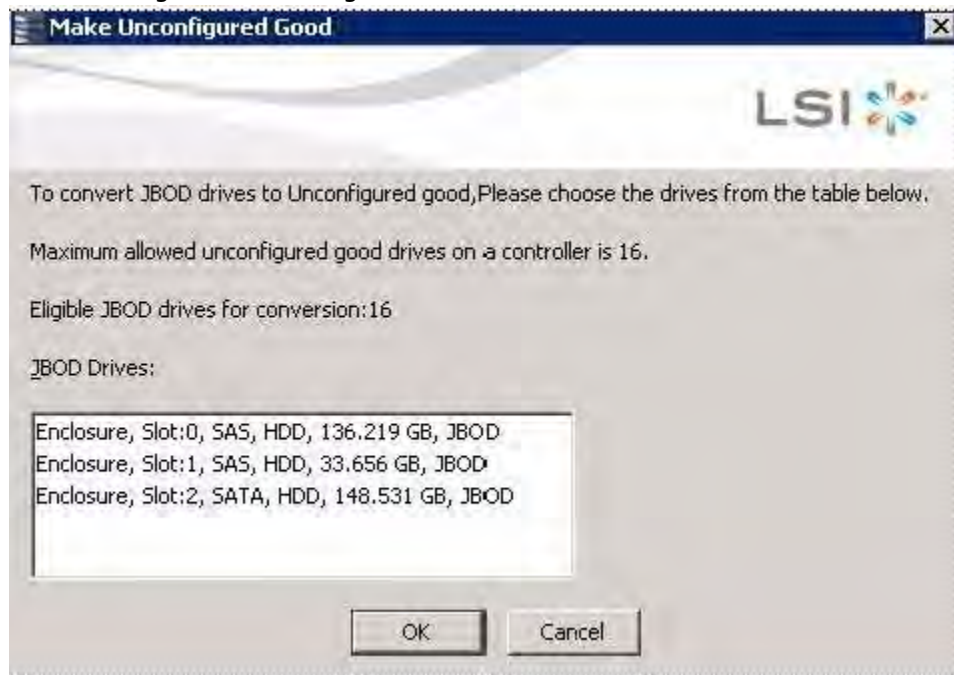 Make Unconfigured Good
LSI
To convert JBOD drives to Unconfigured good,Please choose the drives from the table below.
Maximum allowed unconfigured good drives on a controller is 16.
Eligible JBOD drives for conversion:16
JBOD Drives:
Enclosure, Slot:0, SAS, HDD, 136.219 GB, JBOD
Enclosure, Slot:1, SAS, HDD, 33.656 GB, JBOD
Enclosure, Slot:2, SATA, HDD, 148.531 GB, JBOD
OK Cancel